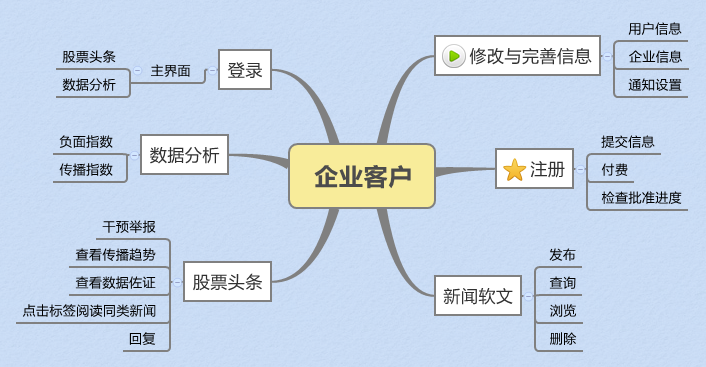 企业客户
修改与完善信息
用户信息
企业信息
通知设置
注册
提交信息
付费
检查批准进度
新闻软文
发布
查询
浏览
删除
登录
主界面
股票头条
数据分析
数据分析
负面指数
传播指数
股票头条
干预举报
查看传播趋势
查看数据佐证
点击标签阅读同类新闻
回复